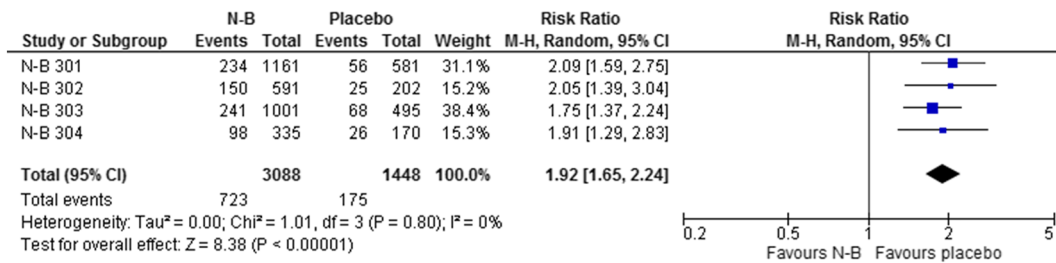 N-B Placebo Risk Ratio Risk Ratio
Study or Subgroup Events Total Events Total Weight M-H, Random, 95% CI M-H, Random, 95% CI
N-B 301 234 1161 56 581 31.1% 2.09 [1.59, 2.75]
N-B 302 150 591 25 202 15.2% 2.05 [1.39, 3.04]
N-B 303 241 1001 68 495 38.4% 1.75 [1.37, 2.24]
N-B 304 98 335 26 170 15.3% 1.91 [1.29, 2.83]
Total (95% CI) 3088 1448 100.0% 1.92 [1.65, 2.24]
Total events 723 175
Heterogeneity: Tau² = 0.00; Chi² = 1.01, df = 3 (P = 0.80); I² = 0%
Test for overall effect: Z = 8.38 (P < 0.00001)
0.2 0.5 1 2 5
Favours N-B Favours placebo